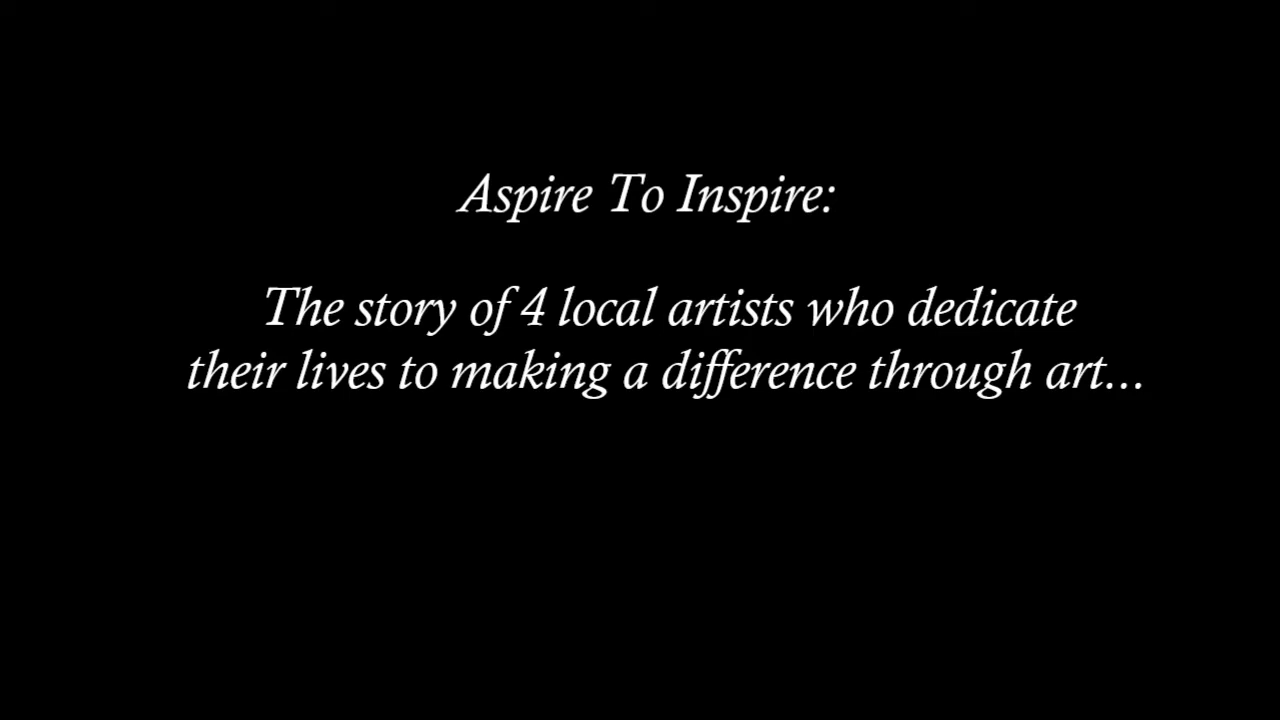 Aspire To Inspire:
The story of 4 local artists who dedicate
their lives to making a difference through art...